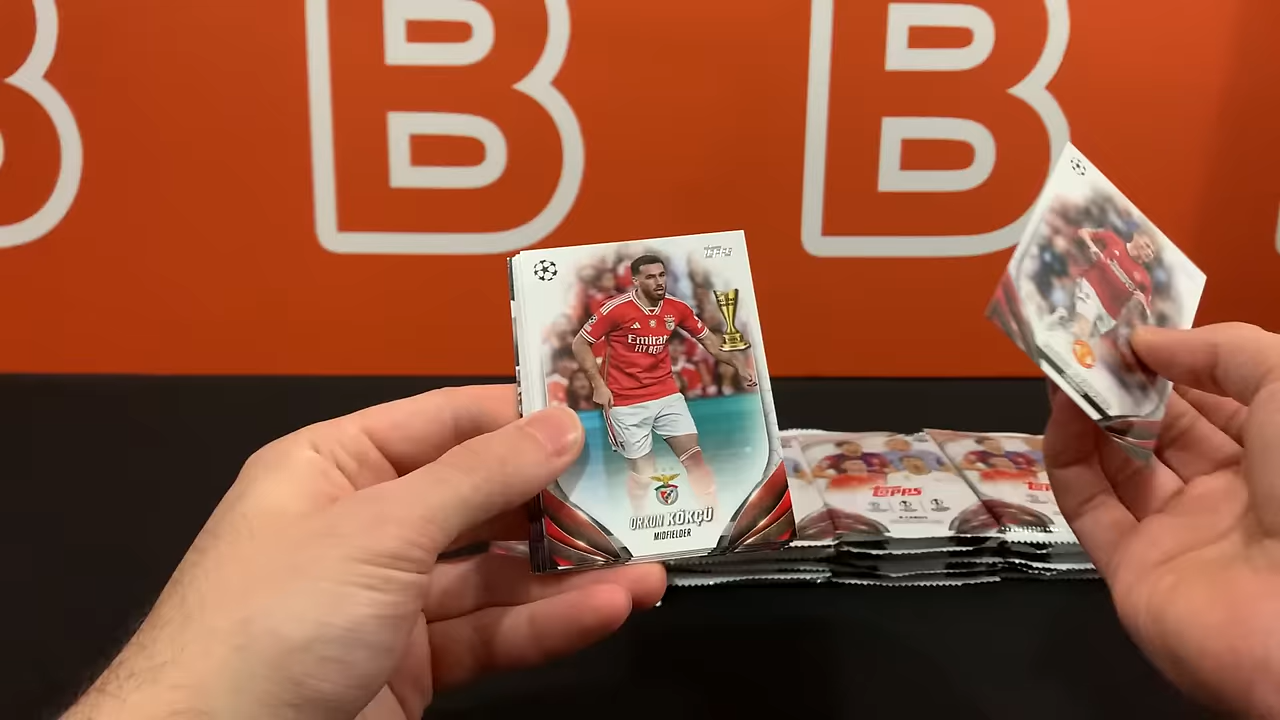 B B
TOPPS
Emirates
FLY BETTER
ORKUN KÖKÇÜ
MIDFIELDER
TOPPS